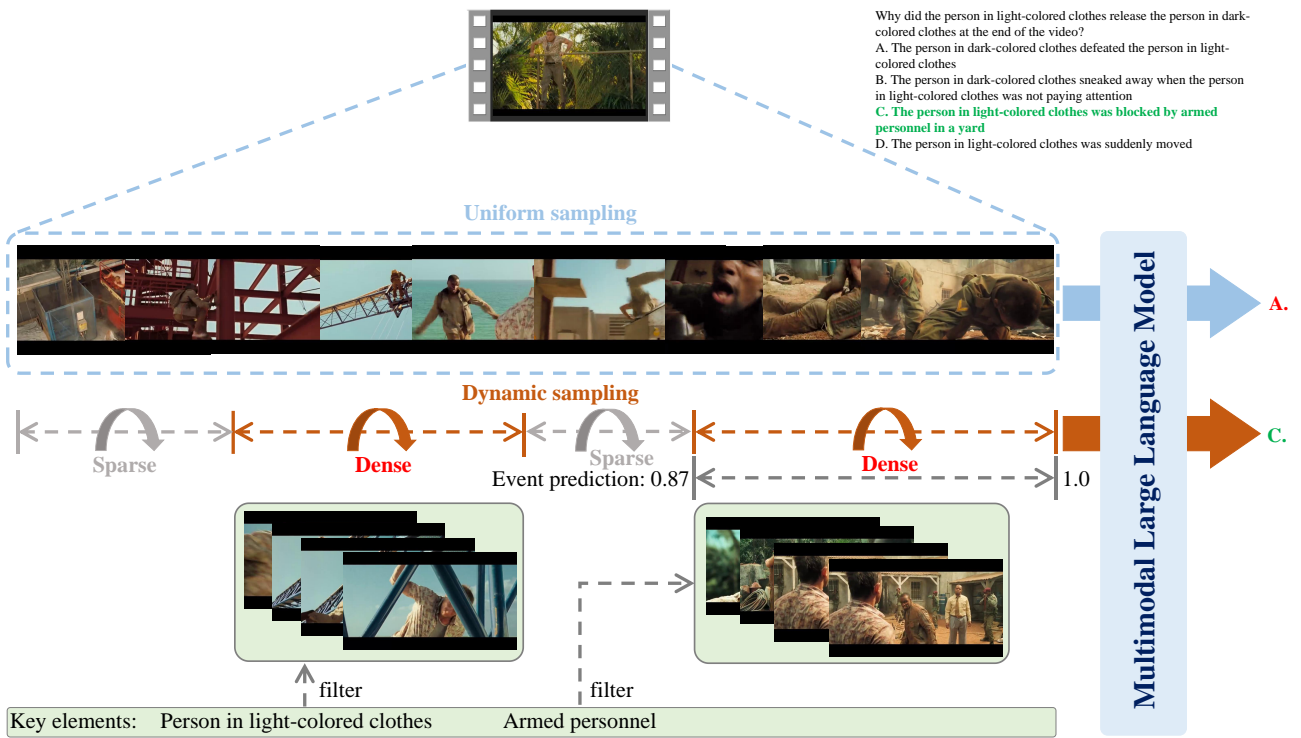 Why did the person in light-colored clothes release the person in dark-
colored clothes at the end of the video?
A. The person in dark-colored clothes defeated the person in light-
colored clothes
B. The person in dark-colored clothes sneaked away when the person
in light-colored clothes was not paying attention
C. The person in light-colored clothes was blocked by armed
personnel in a yard
D. The person in light-colored clothes was suddenly moved
Uniform sampling
A.
Dynamic sampling
Sparse
Dense
Sparse
Dense
C.
Event prediction: 0.87
1.0
Multimodal Large Language Model
filter
filter
Key elements: Person in light-colored clothes Armed personnel